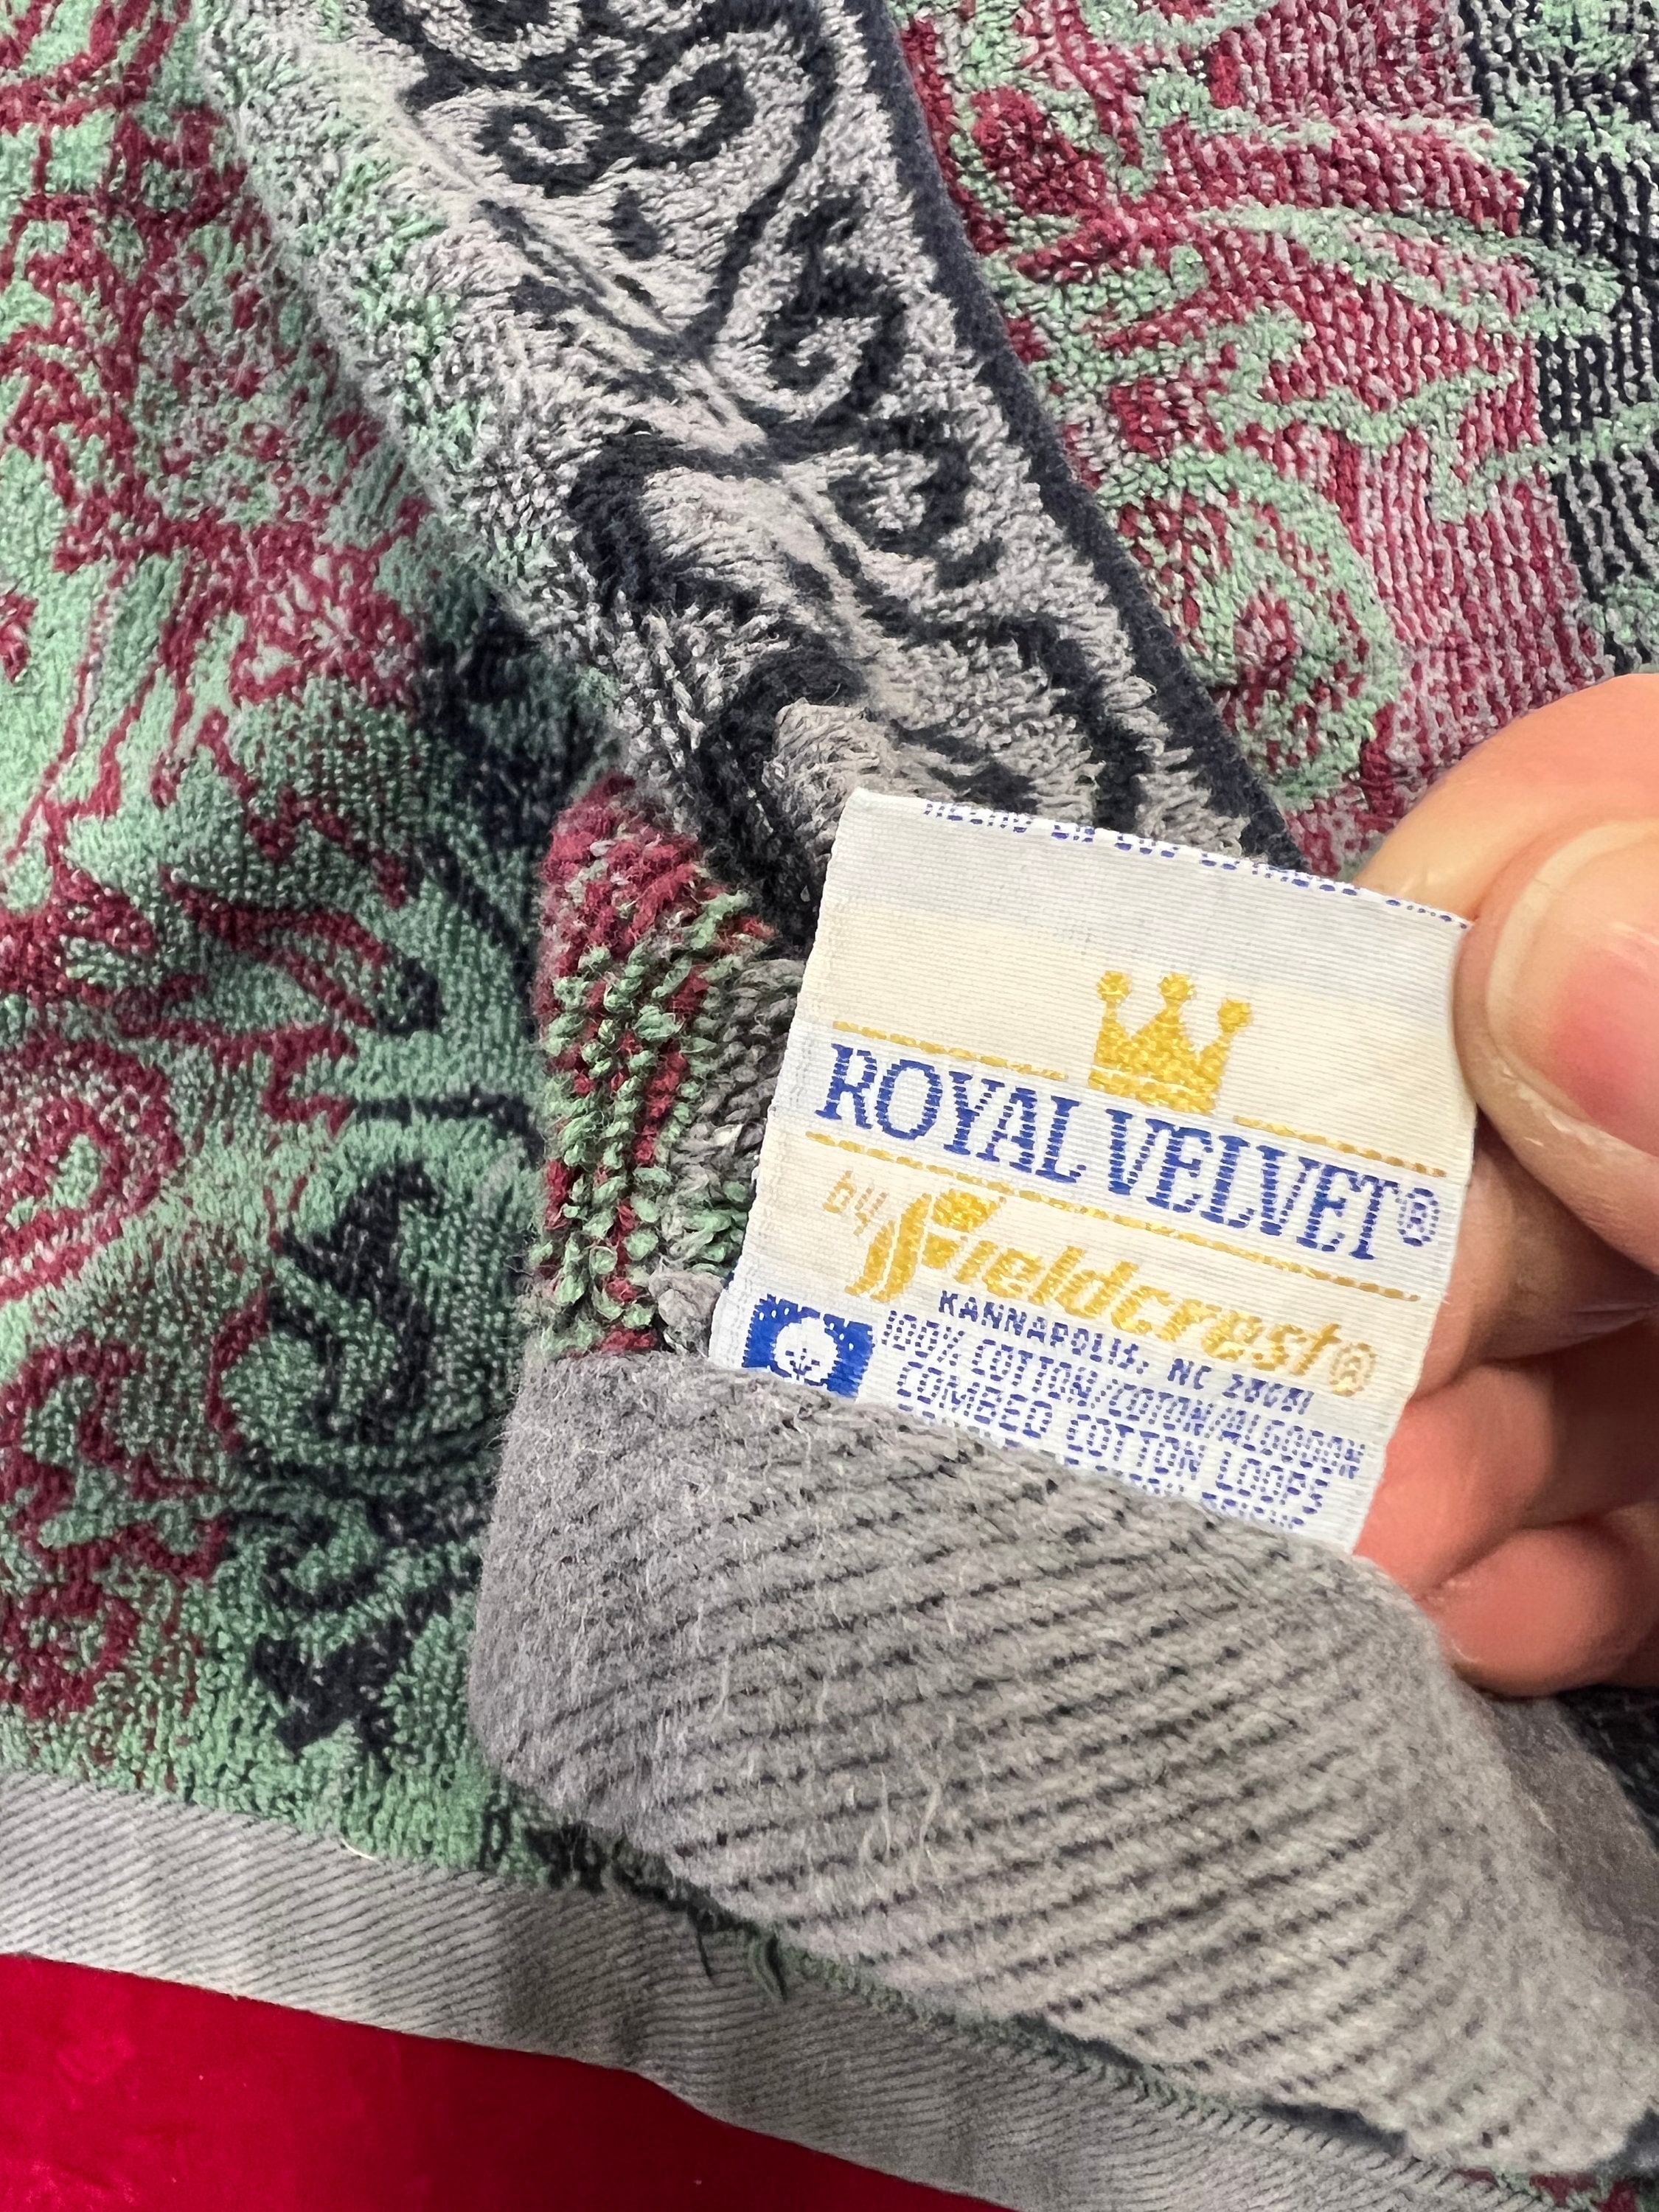 ROYAL VELVET®
by Fieldcrest®
KANNAPOLIS, NC 28081
100% COTTON/COTON/ALGODON
COMBED COTTON LOOPS